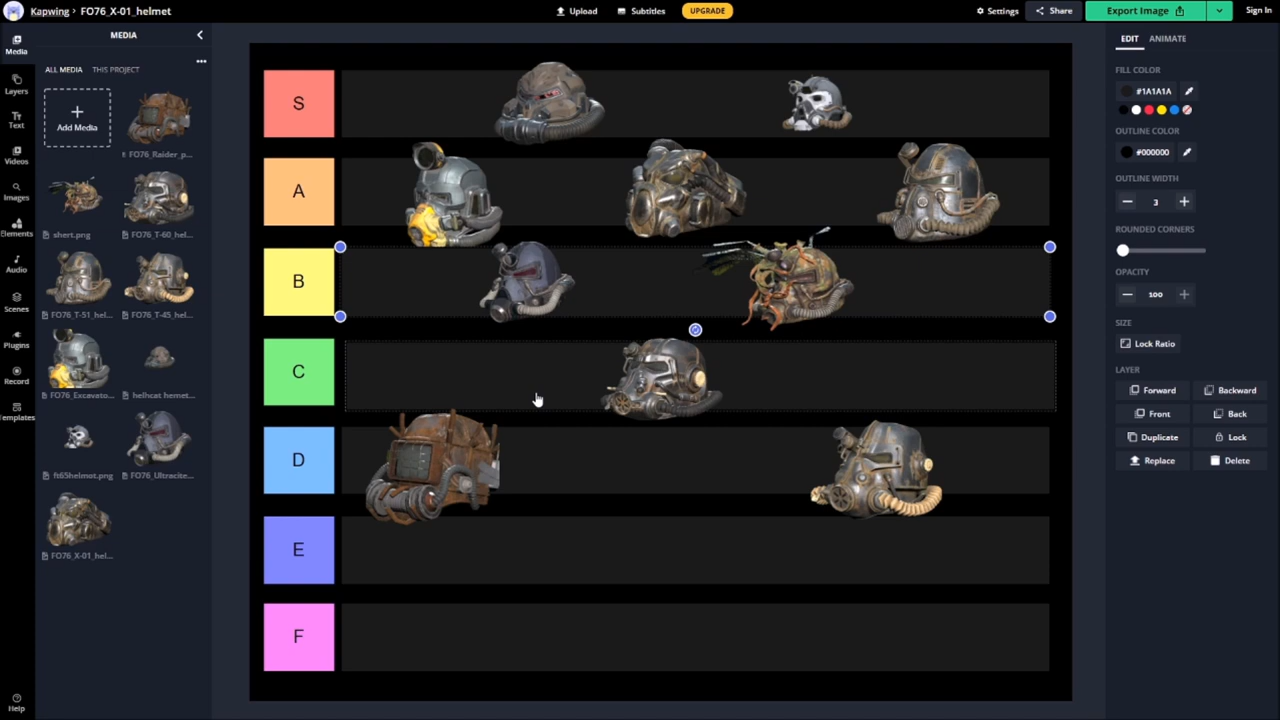 Kapwing › FO76_X-01_helmet
Upload
Subtitles
UPGRADE
Settings
Share
Export Image
Sign In
Media
Layers
Text
Videos
Images
Elements
Audio
Scenes
Plugins
Record
Templates
Help
MEDIA
ALL MEDIA
THIS PROJECT
Add Media
FO76_Raider_p...
shert.png
FO76_T-60_hel...
FO76_T-51_hel...
FO76_T-45_hel...
FO76_Excavato...
helhcat hemet...
ft65helmot.png
FO76_Ultracite...
FO76_X-01_hel...
S
A
B
C
D
E
F
EDIT
ANIMATE
FILL COLOR
#1A1A1A
OUTLINE COLOR
#000000
OUTLINE WIDTH
3
ROUNDED CORNERS
OPACITY
100
SIZE
Lock Ratio
LAYER
Forward
Backward
Front
Back
Duplicate
Lock
Replace
Delete